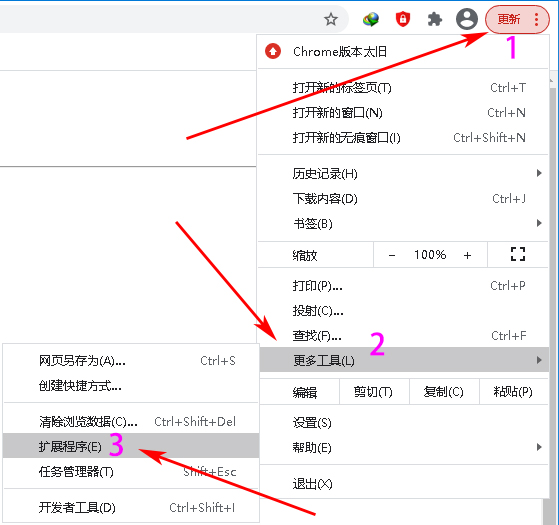 更新
1
Chrome版本太旧
打开新的标签页(T) Ctrl+T
打开新的窗口(N) Ctrl+N
打开新的无痕窗口(I) Ctrl+Shift+N
历史记录(H)
下载内容(D) Ctrl+J
书签(B)
缩放 − 100% +
打印(P)... Ctrl+P
投射(C)...
查找(F)... Ctrl+F
更多工具(L) 2
编辑 剪切(T) 复制(C) 粘贴(P)
设置(S)
帮助(E)
退出(X)
网页另存为(A)... Ctrl+S
创建快捷方式...
清除浏览数据(C)... Ctrl+Shift+Del
扩展程序(E) 3
任务管理器(T) Shift+Esc
开发者工具(D) Ctrl+Shift+I